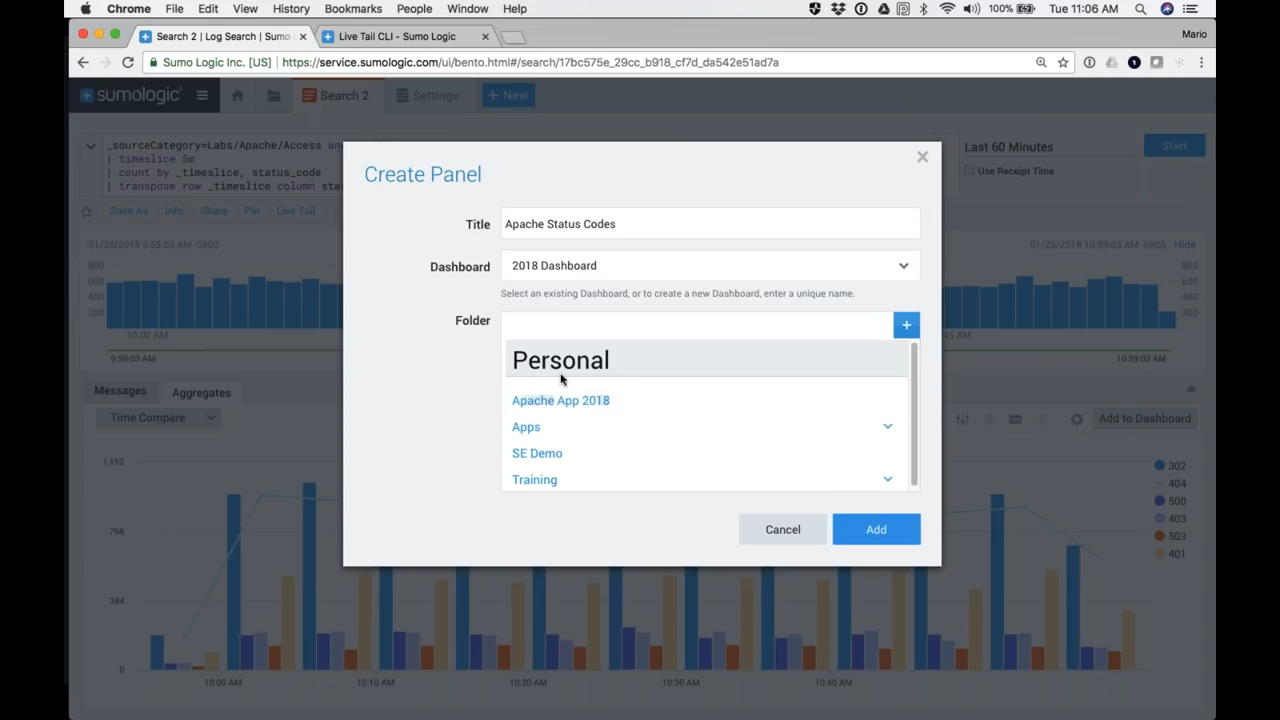 Chrome File Edit View History Bookmarks People Window Help 100% Tue 11:06 AM
Search 2 | Log Search | Sumo Live Tail CLI - Sumo Logic Mario
Sumo Logic Inc. [US] https://service.sumologic.com/ui/bento.html#/search/17bc575e_29cc_b918_cf7d_da542e51ad7a
sumologic Search 2 Settings + New
_sourceCategory=Labs/Apache/Access an
| timeslice 5m
| count by _timeslice, status_code
| transpose row _timeslice column sta
Last 60 Minutes Start
Use Receipt Time
Save As Info Share Pin Live Tail
01/23/2018 9:59:03 AM -0800 01/23/2018 10:59:03 AM -0800 Hide
800 800
600 600
400 400
200 200
10:00 AM 45 AM
9:59:03 AM 10:59:03 AM
Messages Aggregates
Time Compare Add to Dashboard
Create Panel
Title Apache Status Codes
Dashboard 2018 Dashboard
Select an existing Dashboard, or to create a new Dashboard, enter a unique name.
Folder +
Personal
Apache App 2018
Apps
SE Demo
Training
Cancel Add
1,152
768
384
0
10:00 AM 10:10 AM 10:20 AM 10:30 AM 10:40 AM
302
404
500
403
503
401